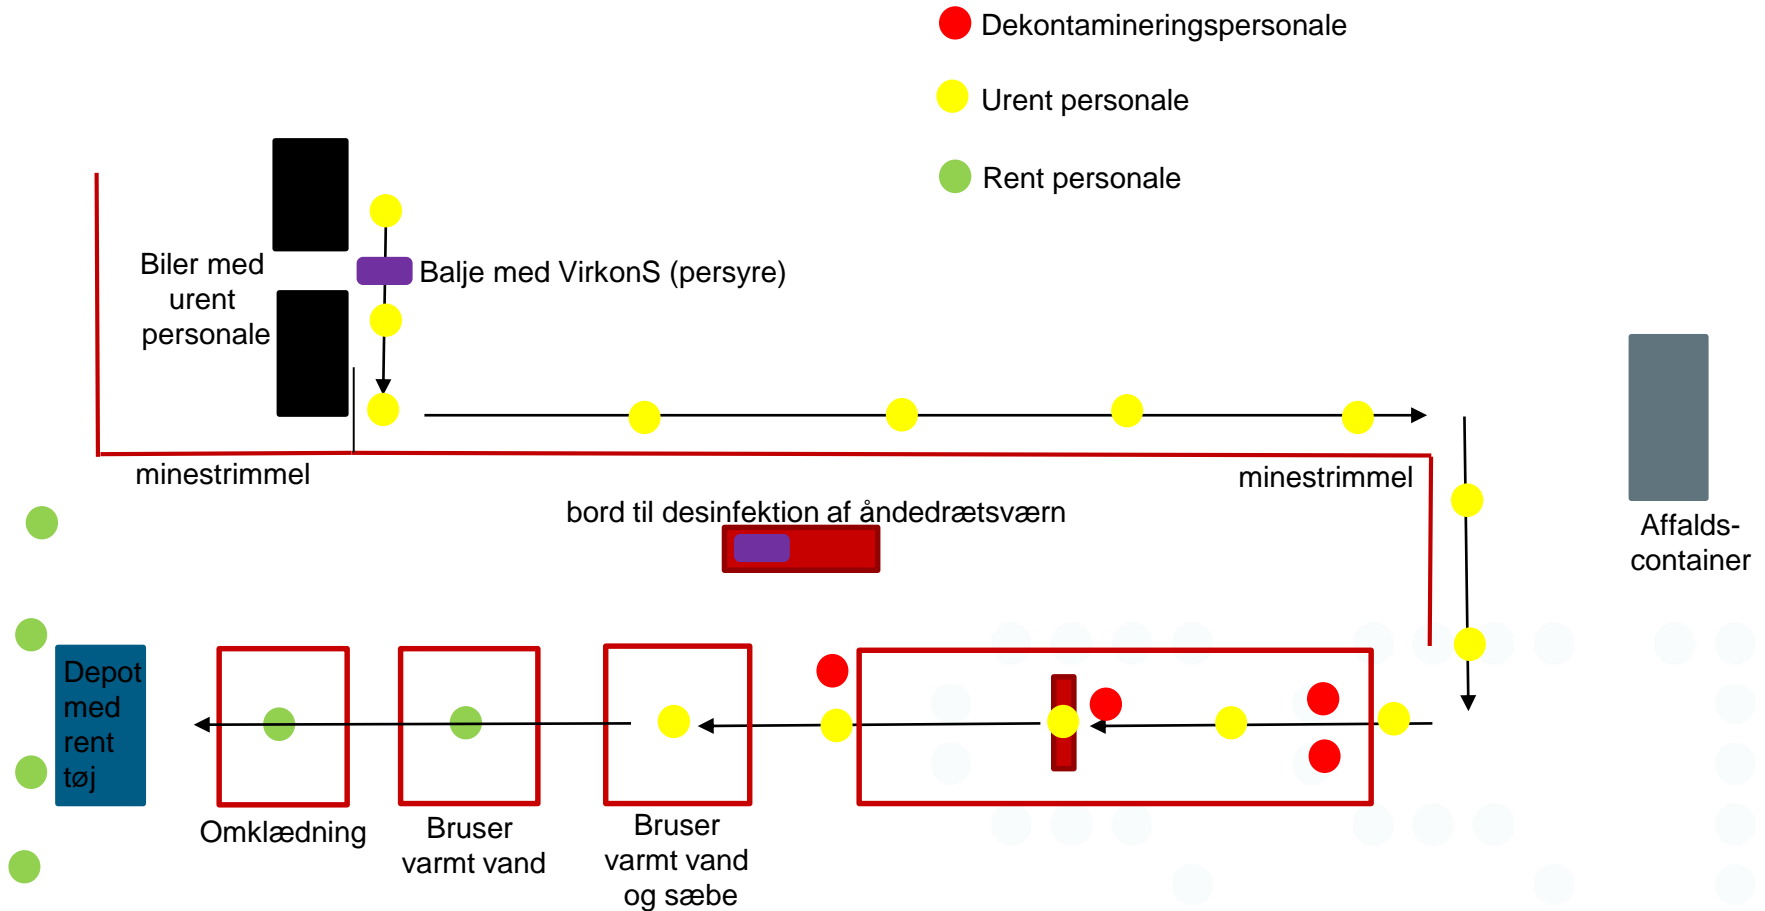 Dekontamineringspersonale
Urent personale
Rent personale
Biler med
urent
personale
Balje med VirkonS (persyre)
minestrimmel
minestrimmel
bord til desinfektion af åndedrætsværn
Affalds-
container
Depot
med
rent
tøj
Omklædning
Bruser
varmt vand
Bruser
varmt vand
og sæbe